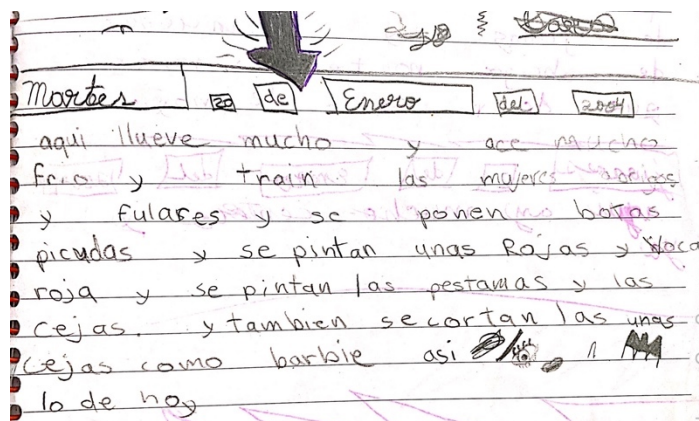 Martes 20 de Enero del 2004
aqui llueve mucho y ace mucho
frio y train las mujeres
y fulares y se ponen botas
picudas y se pintan unas Rojas y voca
roja y se pintan las pestamas y las
cejas. y tambien se cortan las unas
cejas como barbie asi
lo de hoy